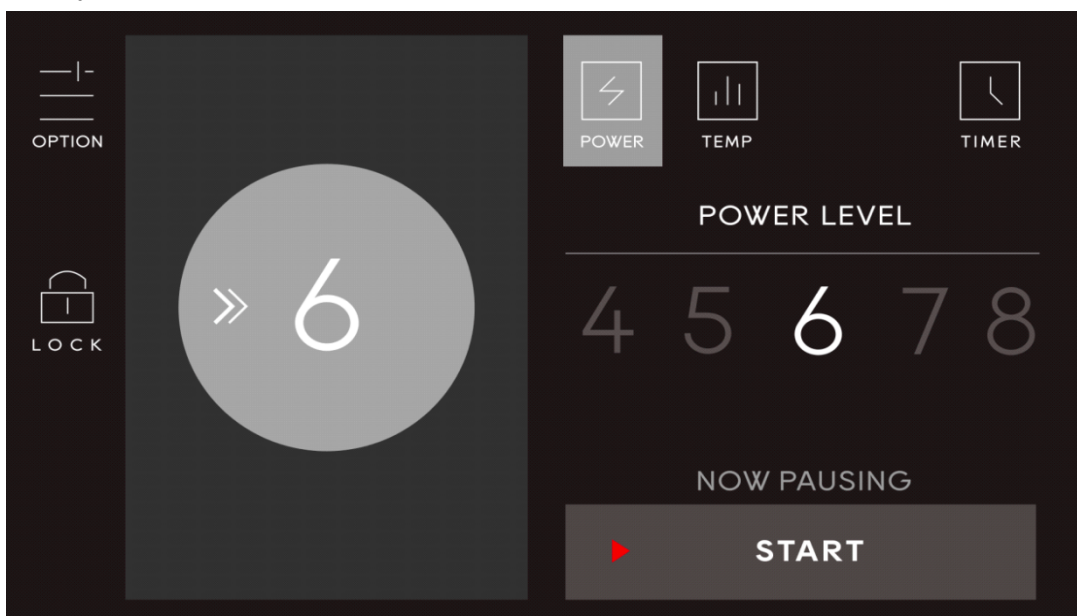 OPTION
LOCK
6
POWER TEMP TIMER
POWER LEVEL
4 5 6 7 8
NOW PAUSING
START